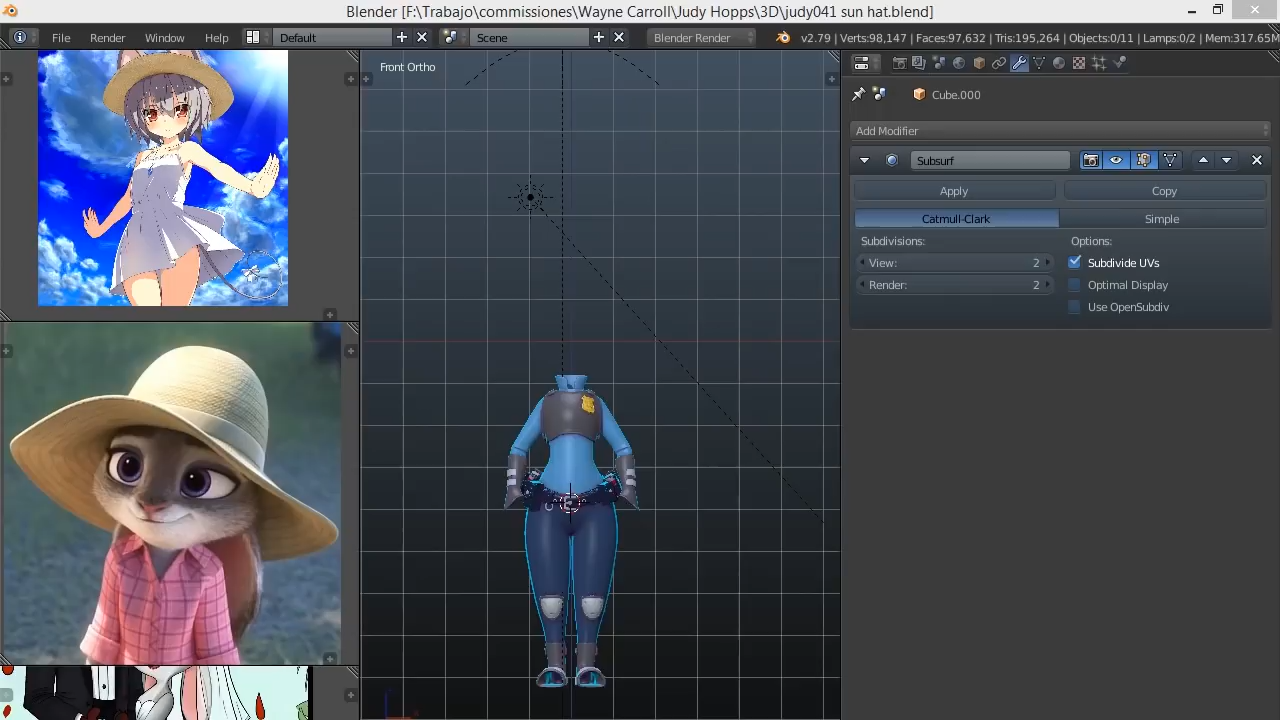 Blender [F:\Trabajo\commissiones\Wayne Carroll\Judy Hopps\3D\judy041 sun hat.blend]
File Render Window Help Default Scene Blender Render v2.79 | Verts:98,147 | Faces:97,632 | Tris:195,264 | Objects:0/11 | Lamps:0/2 | Mem:317.65M
Front Ortho
Cube.000
Add Modifier
Subsurf
Apply Copy
Catmull-Clark Simple
Subdivisions: Options:
View: 2 Subdivide UVs
Render: 2 Optimal Display
Use OpenSubdiv